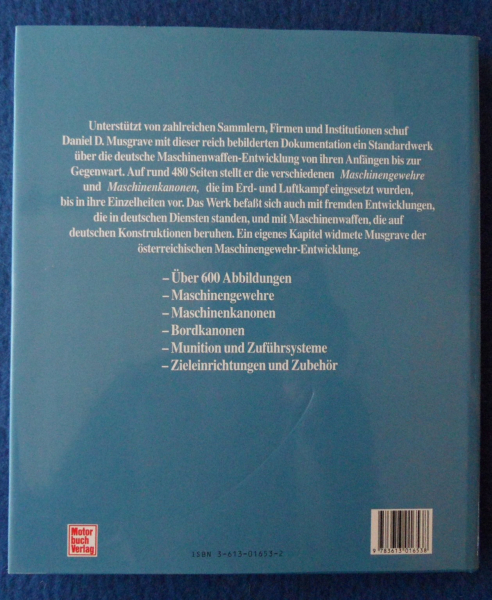 Unterstützt von zahlreichen Sammlern, Firmen und Institutionen schuf
Daniel D. Musgrave mit dieser reich bebilderten Dokumentation ein Standardwerk
über die deutsche Maschinenwaffen-Entwicklung von ihren Anfängen bis zur
Gegenwart. Auf rund 480 Seiten stellt er die verschiedenen Maschinengewehre
und Maschinenkanonen, die im Erd- und Luftkampf eingesetzt wurden,
bis in ihre Einzelheiten vor. Das Werk befaßt sich auch mit fremden Entwicklungen,
die in deutschen Diensten standen, und mit Maschinenwaffen, die auf
deutschen Konstruktionen beruhen. Ein eigenes Kapitel widmete Musgrave der
österreichischen Maschinengewehr-Entwicklung.
– Über 600 Abbildungen
– Maschinengewehre
– Maschinenkanonen
– Bordkanonen
– Munition und Zuführsysteme
– Zieleinrichtungen und Zubehör
Motor
buch
Verlag
ISBN 3-613-01653-2
9 783613 016538